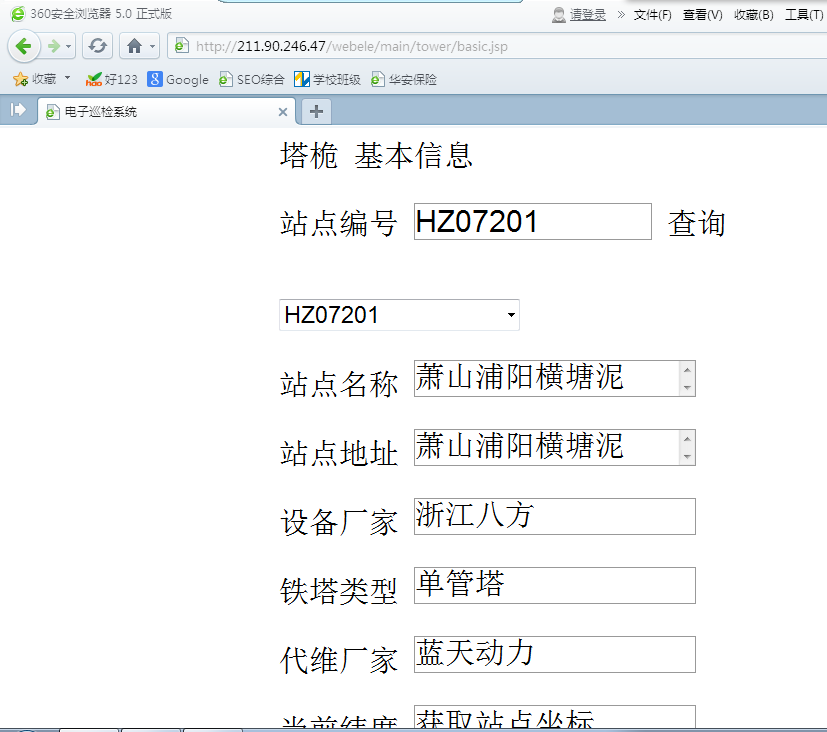 360安全浏览器 5.0 正式版 请登录 » 文件(F) 查看(V) 收藏(B) 工具(T)
http://211.90.246.47/webele/main/tower/basic.jsp
收藏 好123 Google SEO综合 学校班级 华安保险
电子巡检系统
塔桅 基本信息
站点编号 HZ07201 查询
HZ07201
站点名称 萧山浦阳横塘泥
站点地址 萧山浦阳横塘泥
设备厂家 浙江八方
铁塔类型 单管塔
代维厂家 蓝天动力
当前纬度 获取站点坐标